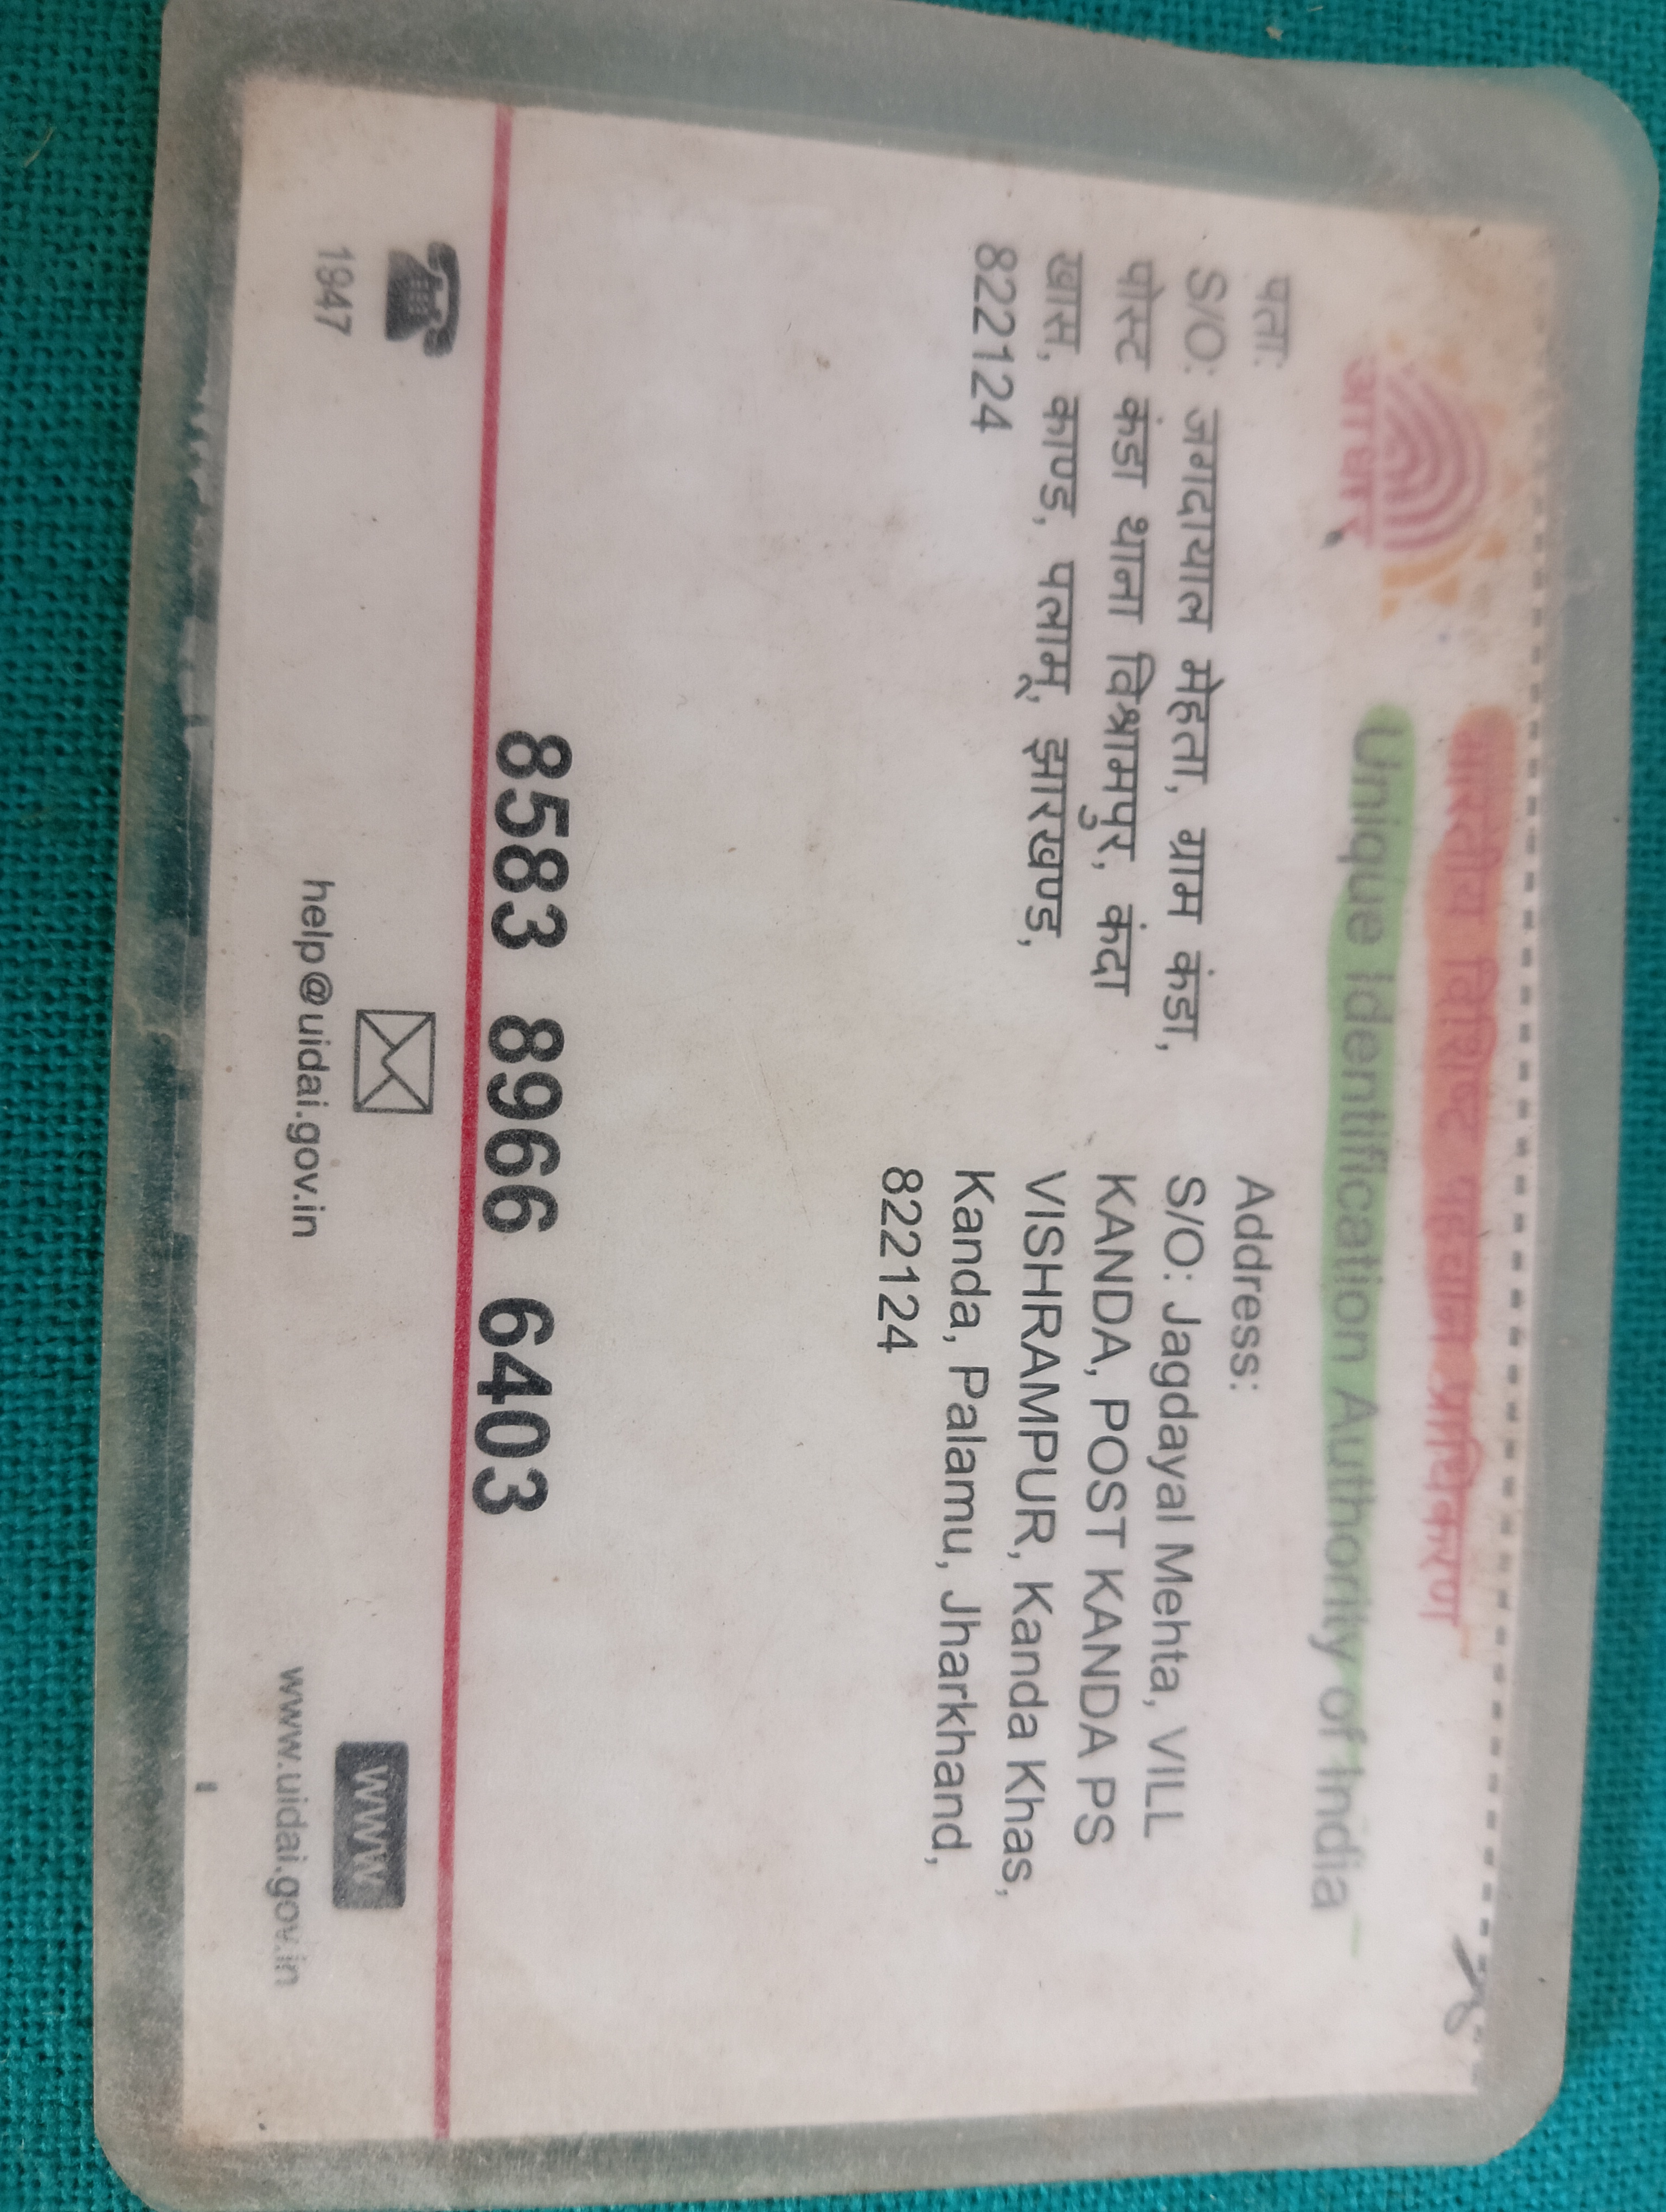 भारतीय विशिष्ट पहचान प्राधिकरण
Unique Identification Authority of India
आधार
पता:
S/O: जगदायाल मेहता, ग्राम कंडा,
पोस्ट कंडा थाना विश्रामपुर, कंदा
खास, काण्ड, पलामू, झारखण्ड,
822124
Address:
S/O: Jagdayal Mehta, VILL
KANDA, POST KANDA PS
VISHRAMPUR, Kanda Khas,
Kanda, Palamu, Jharkhand,
822124
8583 8966 6403
1947
help@uidai.gov.in
www
www.uidai.gov.in